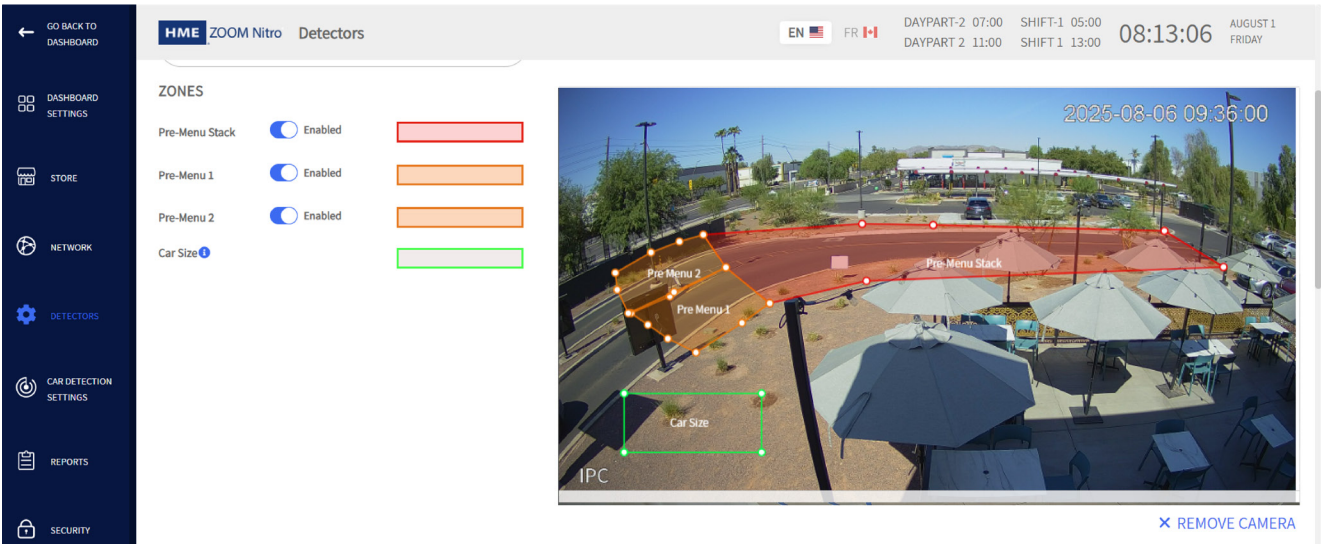 GO BACK TO
DASHBOARD
DASHBOARD
SETTINGS
STORE
NETWORK
DETECTORS
CAR DETECTION
SETTINGS
REPORTS
SECURITY
HME ZOOM Nitro Detectors
EN FR
DAYPART-2 07:00 SHIFT-1 05:00
DAYPART 2 11:00 SHIFT 1 13:00
08:13:06
AUGUST 1
FRIDAY
ZONES
Pre-Menu Stack Enabled
Pre-Menu 1 Enabled
Pre-Menu 2 Enabled
Car Size
2025-08-06 09:36:00
Pre Menu 2
Pre-Menu Stack
Pre Menu 1
Car Size
IPC
× REMOVE CAMERA